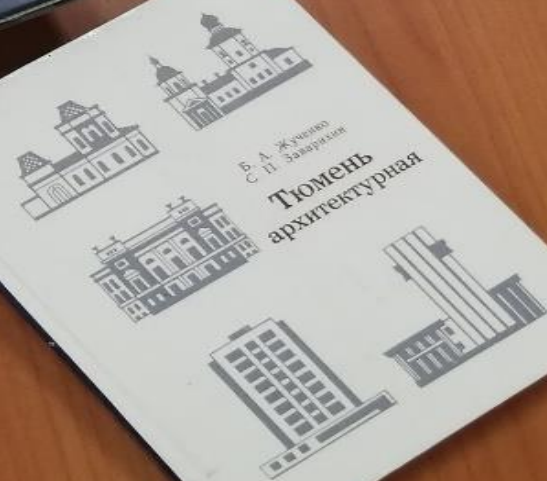 Б. А. Жученко
С. П. Заварихин
Тюмень
архитектурная